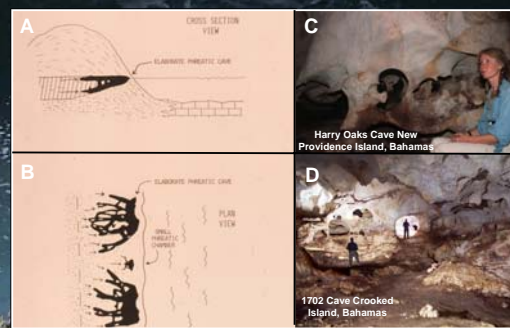 A
CROSS SECTION
VIEW
ELABORATE PHREATIC CAVE
B
ELABORATE PHREATIC CAVE
PLAN
VIEW
SMALL
PHREATIC
CHAMBER
C
Harry Oaks Cave New
Providence Island, Bahamas
D
1702 Cave Crooked
Island, Bahamas